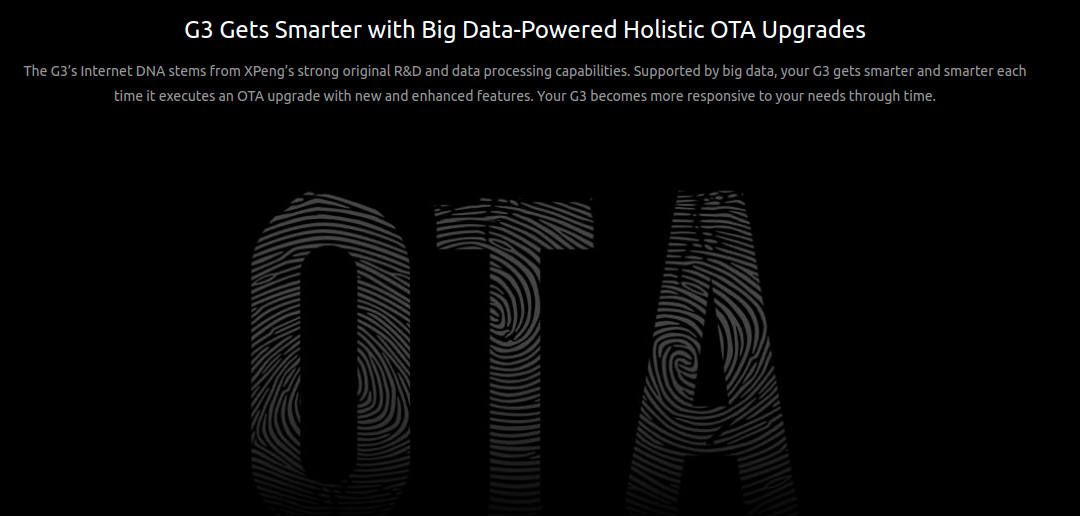 G3 Gets Smarter with Big Data-Powered Holistic OTA Upgrades
The G3’s Internet DNA stems from XPeng’s strong original R&D and data processing capabilities. Supported by big data, your G3 gets smarter and smarter each
time it executes an OTA upgrade with new and enhanced features. Your G3 becomes more responsive to your needs through time.
OTA